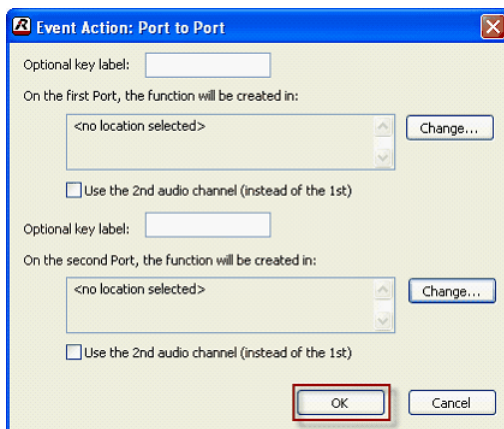 Event Action: Port to Port
Optional key label:
On the first Port, the function will be created in:
<no location selected>
Change...
Use the 2nd audio channel (instead of the 1st)
Optional key label:
On the second Port, the function will be created in:
<no location selected>
Change...
Use the 2nd audio channel (instead of the 1st)
OK
Cancel